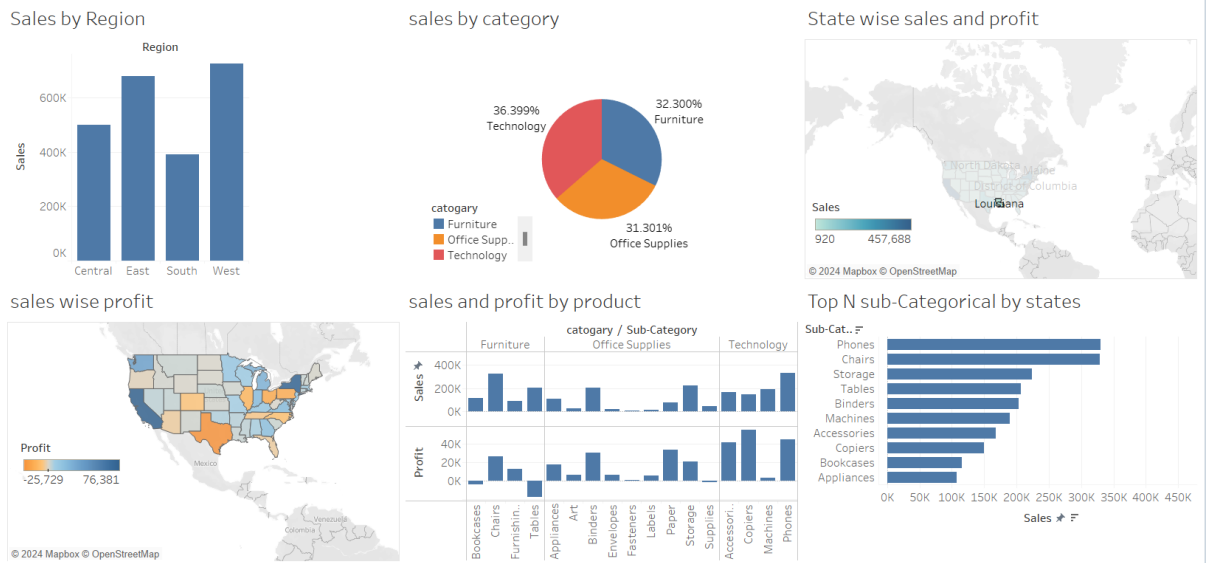 Sales by Region
Region
Sales
600K
400K
200K
0K
Central East South West
sales by category
36.399%
Technology
32.300%
Furniture
31.301%
Office Supplies
catogary
Furniture
Office Supp..
Technology
State wise sales and profit
North Dakota
Maine
District of Columbia
Louisiana
Sales
920 457,688
© 2024 Mapbox © OpenStreetMap
sales wise profit
Profit
-25,729 76,381
Mexico
Venezuela
Colombia
© 2024 Mapbox © OpenStreetMap
sales and profit by product
catogary / Sub-Category
Furniture Office Supplies Technology
Sales
400K
200K
0K
Profit
40K
20K
0K
Bookcases
Chairs
Furnishin..
Tables
Appliances
Art
Binders
Envelopes
Fasteners
Labels
Paper
Storage
Supplies
Accessori..
Copiers
Machines
Phones
Top N sub-Categorical by states
Sub-Cat..
Phones
Chairs
Storage
Tables
Binders
Machines
Accessories
Copiers
Bookcases
Appliances
0K 50K 100K 150K 200K 250K 300K 350K 400K 450K
Sales